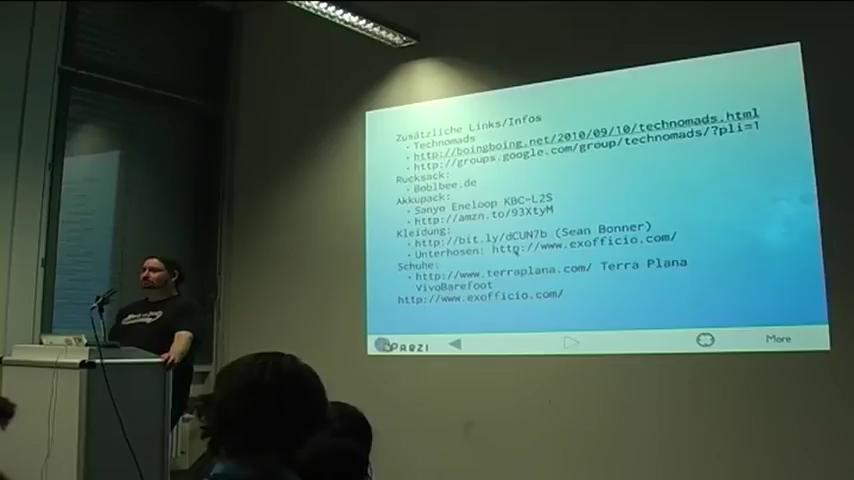 Zusätzliche Links/Infos
• Technomads
• http://boingboing.net/2010/09/10/technomads.html
• http://groups.google.com/group/technomads/?pli=1
Rucksack:
• Boblbee.de
Akkupack:
• Sanyo Eneloop KBC-L2S
• http://amzn.to/93XtyM
Kleidung:
• http://bit.ly/dCUN7b (Sean Bonner)
• Unterhosen: http://www.exofficio.com/
Schuhe:
• http://www.terraplana.com/ Terra Plana
VivoBarefoot
http://www.exofficio.com/
PREZI
More